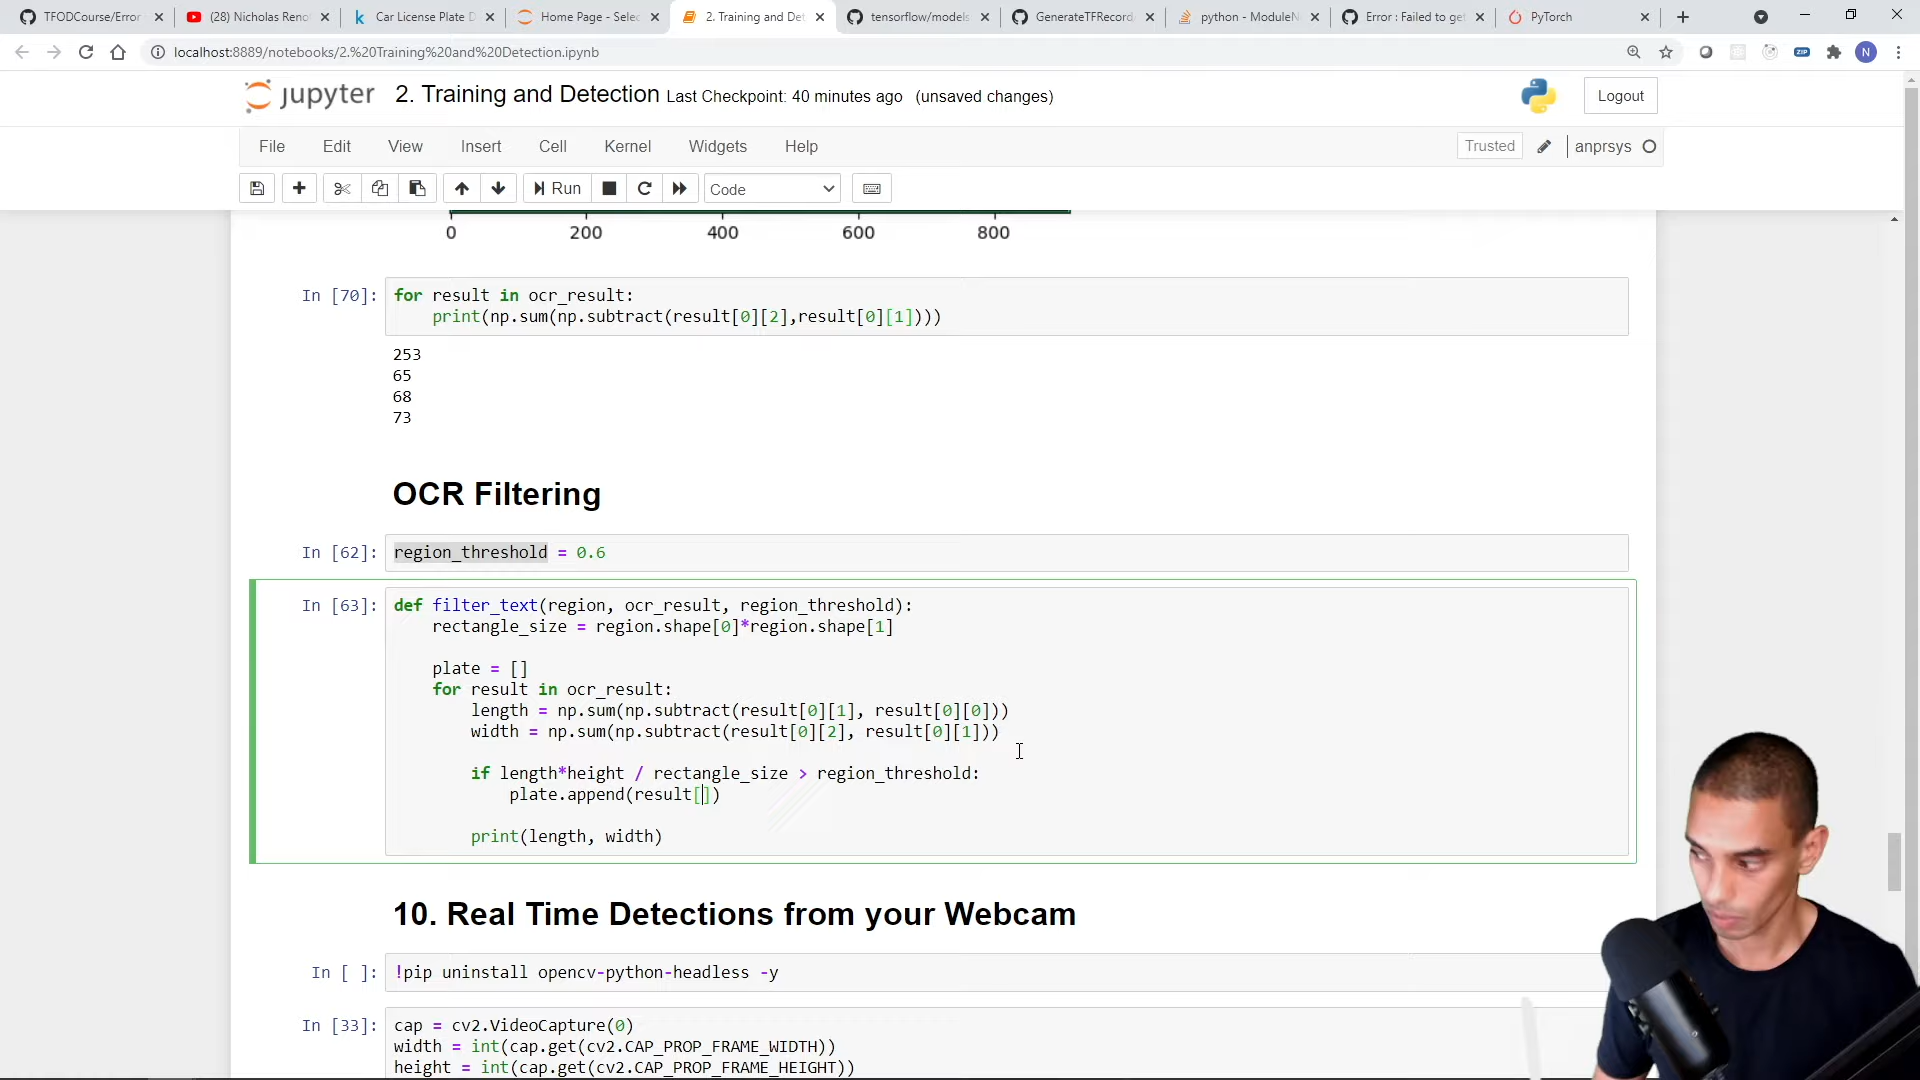 TFODCourse/Error
(28) Nicholas Reno
Car License Plate D
Home Page - Selec
2. Training and Det
tensorflow/models
GenerateTFRecord
python - ModuleN
Error : Failed to get
PyTorch
localhost:8889/notebooks/2.%20Training%20and%20Detection.ipynb
ZIP
N
jupyter
2. Training and Detection Last Checkpoint: 40 minutes ago (unsaved changes)
Logout
File Edit View Insert Cell Kernel Widgets Help
Trusted
anprsys
Run
Code
0 200 400 600 800
In [70]: for result in ocr_result:
print(np.sum(np.subtract(result[0][2],result[0][1])))
253
65
68
73
OCR Filtering
In [62]: region_threshold = 0.6
In [63]: def filter_text(region, ocr_result, region_threshold):
rectangle_size = region.shape[0]*region.shape[1]
plate = []
for result in ocr_result:
length = np.sum(np.subtract(result[0][1], result[0][0]))
width = np.sum(np.subtract(result[0][2], result[0][1]))
if length*height / rectangle_size > region_threshold:
plate.append(result[])
print(length, width)
10. Real Time Detections from your Webcam
In [ ]: !pip uninstall opencv-python-headless -y
In [33]: cap = cv2.VideoCapture(0)
width = int(cap.get(cv2.CAP_PROP_FRAME_WIDTH))
height = int(cap.get(cv2.CAP_PROP_FRAME_HEIGHT))